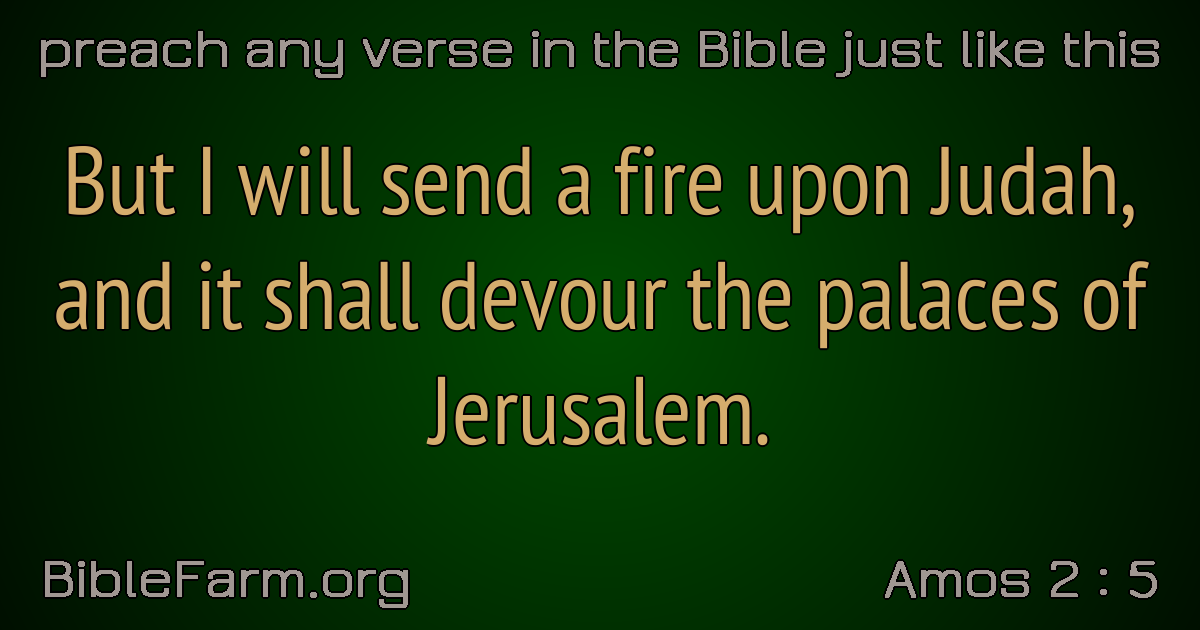 preach any verse in the Bible just like this
But I will send a fire upon Judah,
and it shall devour the palaces of
Jerusalem.
BibleFarm.org
Amos 2 : 5